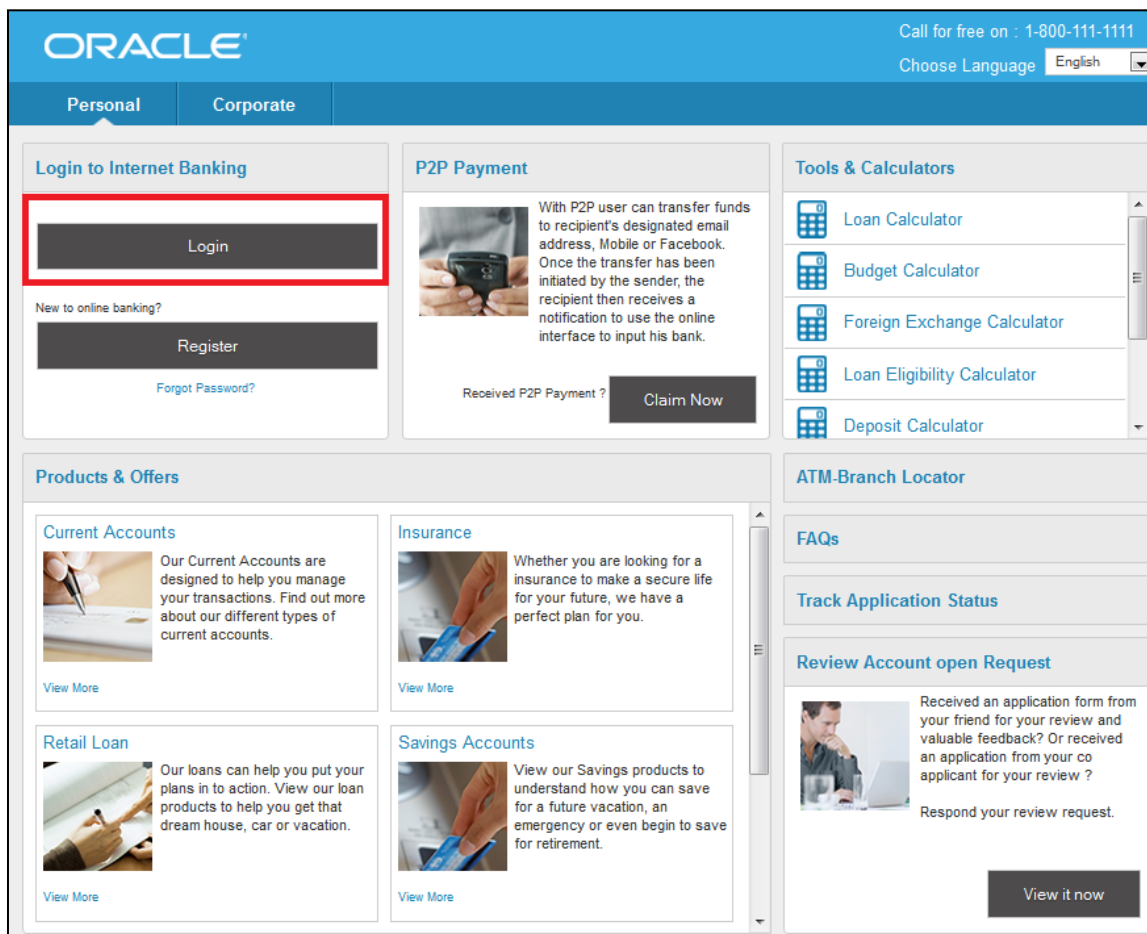 ORACLE
Call for free on : 1-800-111-1111
Choose Language English
Personal Corporate
Login to Internet Banking
Login
New to online banking?
Register
Forgot Password?
P2P Payment
With P2P user can transfer funds
to recipient's designated email
address, Mobile or Facebook.
Once the transfer has been
initiated by the sender, the
recipient then receives a
notification to use the online
interface to input his bank.
Received P2P Payment ?
Claim Now
Tools & Calculators
Loan Calculator
Budget Calculator
Foreign Exchange Calculator
Loan Eligibility Calculator
Deposit Calculator
Products & Offers
Current Accounts
Our Current Accounts are
designed to help you manage
your transactions. Find out more
about our different types of
current accounts.
View More
Insurance
Whether you are looking for a
insurance to make a secure life
for your future, we have a
perfect plan for you.
View More
Retail Loan
Our loans can help you put your
plans in to action. View our loan
products to help you get that
dream house, car or vacation.
View More
Savings Accounts
View our Savings products to
understand how you can save
for a future vacation, an
emergency or even begin to save
for retirement.
View More
ATM-Branch Locator
FAQs
Track Application Status
Review Account open Request
Received an application form from
your friend for your review and
valuable feedback? Or received
an application from your co
applicant for your review ?
Respond your review request.
View it now